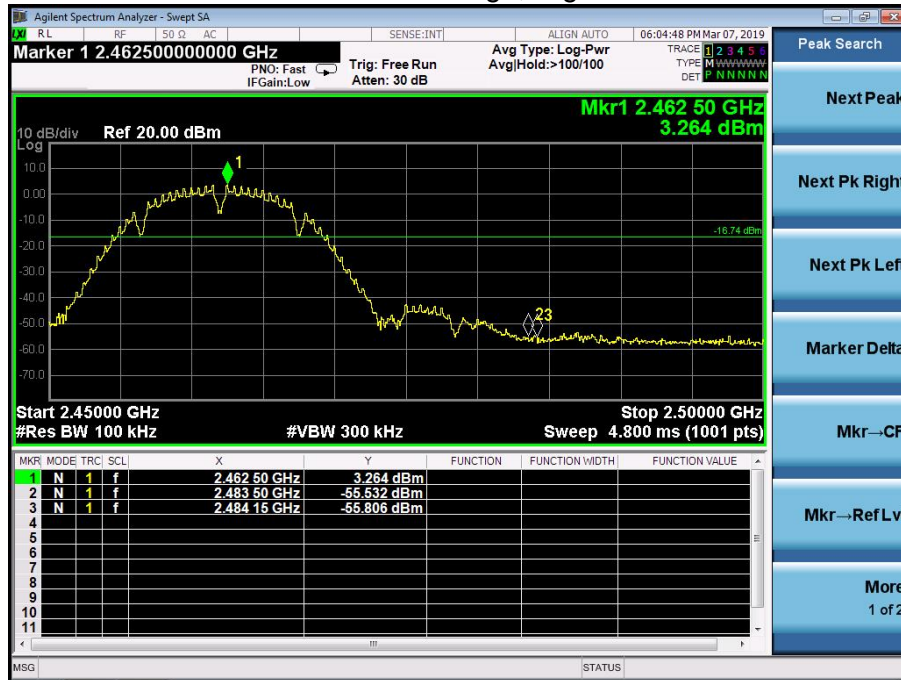 Agilent Spectrum Analyzer - Swept SA
LXI RL RF 50 Ω AC SENSE:INT ALIGN AUTO 06:04:48 PM Mar 07, 2019
Marker 1 2.462500000000 GHz
PNO: Fast
IFGain:Low
Trig: Free Run
Atten: 30 dB
Avg Type: Log-Pwr
Avg|Hold:>100/100
TRACE 1 2 3 4 5 6
TYPE M WWWWW
DET P N N N N N
Peak Search
Mkr1 2.462 50 GHz
3.264 dBm
10 dB/div Ref 20.00 dBm
Log
1
10.0
0.00
-10.0
-16.74 dBm
-20.0
-30.0
-40.0
-50.0
23
-60.0
-70.0
Start 2.45000 GHz Stop 2.50000 GHz
#Res BW 100 kHz #VBW 300 kHz Sweep 4.800 ms (1001 pts)
MKR MODE TRC SCL X Y FUNCTION FUNCTION WIDTH FUNCTION VALUE
1 N 1 f 2.462 50 GHz 3.264 dBm
2 N 1 f 2.483 50 GHz -55.532 dBm
3 N 1 f 2.484 15 GHz -55.806 dBm
4
5
6
7
8
9
10
11
MSG STATUS
Next Peak
Next Pk Right
Next Pk Left
Marker Delta
Mkr→CF
Mkr→Ref Lv
More
1 of 2